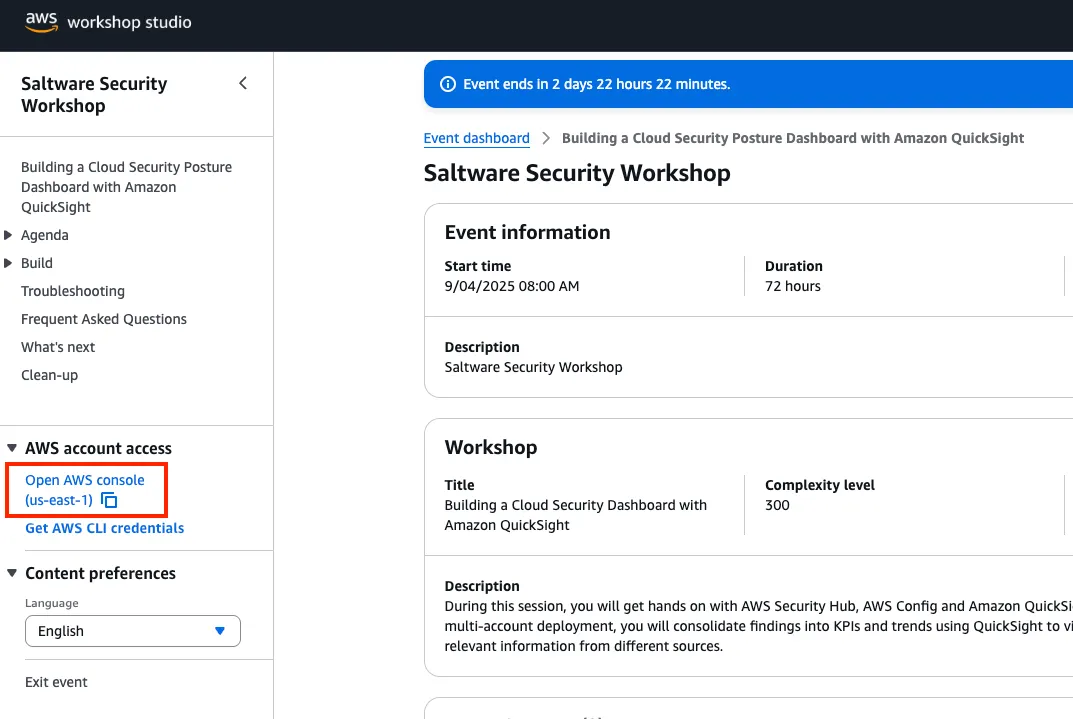 aws workshop studio
Saltware Security
Workshop
Building a Cloud Security Posture
Dashboard with Amazon
QuickSight
Agenda
Build
Troubleshooting
Frequent Asked Questions
What's next
Clean-up
AWS account access
Open AWS console
(us-east-1)
Get AWS CLI credentials
Content preferences
Language
English
Exit event
Event ends in 2 days 22 hours 22 minutes.
Event dashboard
Building a Cloud Security Posture Dashboard with Amazon QuickSight
Saltware Security Workshop
Event information
Start time
9/04/2025 08:00 AM
Duration
72 hours
Description
Saltware Security Workshop
Workshop
Title
Building a Cloud Security Dashboard with
Amazon QuickSight
Complexity level
300
Description
During this session, you will get hands on with AWS Security Hub, AWS Config and Amazon QuickSi
multi-account deployment, you will consolidate findings into KPIs and trends using QuickSight to vi
relevant information from different sources.